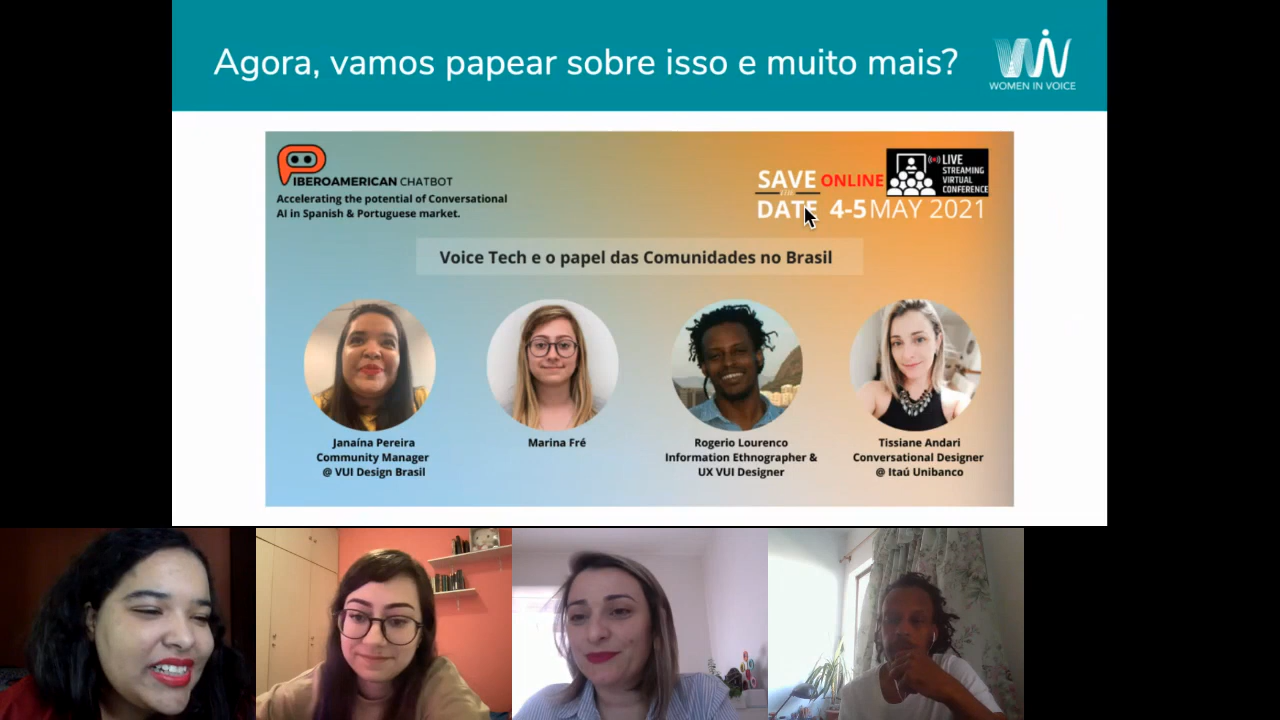 Agora, vamos papear sobre isso e muito mais?
WOMEN IN VOICE
IBEROAMERICAN CHATBOT
Accelerating the potential of Conversational
AI in Spanish & Portuguese market.
SAVE ONLINE
DATE 4-5 MAY 2021
LIVE
STREAMING
VIRTUAL
CONFERENCE
Voice Tech e o papel das Comunidades no Brasil
Janaína Pereira
Community Manager
@ VUI Design Brasil
Marina Fré
Rogerio Lourenco
Information Ethnographer &
UX VUI Designer
Tissiane Andari
Conversational Designer
@ Itaú Unibanco